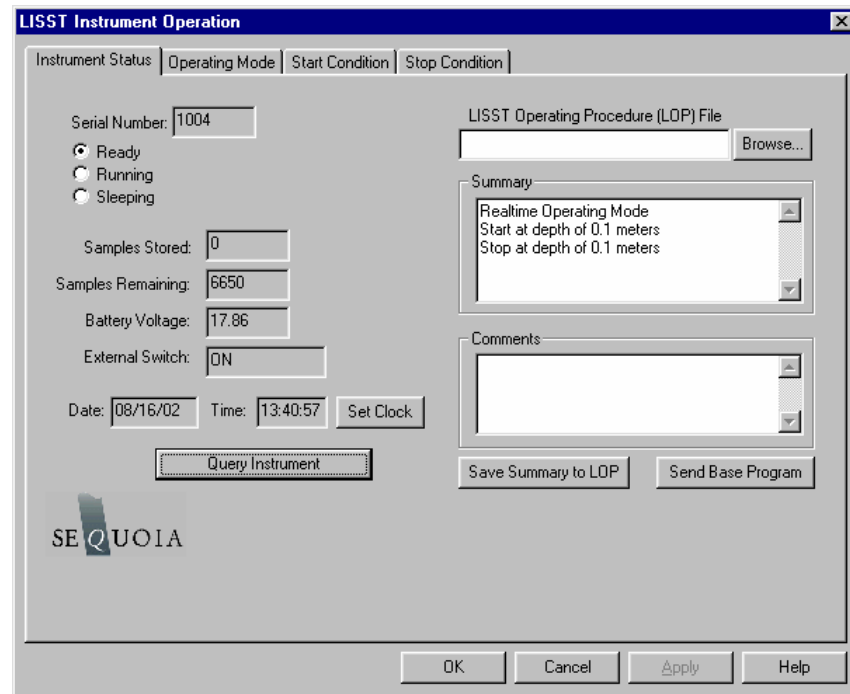 LISST Instrument Operation
Instrument Status
Operating Mode
Start Condition
Stop Condition
Serial Number: 1004
Ready
Running
Sleeping
Samples Stored: 0
Samples Remaining: 6650
Battery Voltage: 17.86
External Switch: ON
Date: 08/16/02 Time: 13:40:57 Set Clock
Query Instrument
SEQUOIA
LISST Operating Procedure (LOP) File
Browse...
Summary
Realtime Operating Mode
Start at depth of 0.1 meters
Stop at depth of 0.1 meters
Comments
Save Summary to LOP
Send Base Program
OK
Cancel
Apply
Help